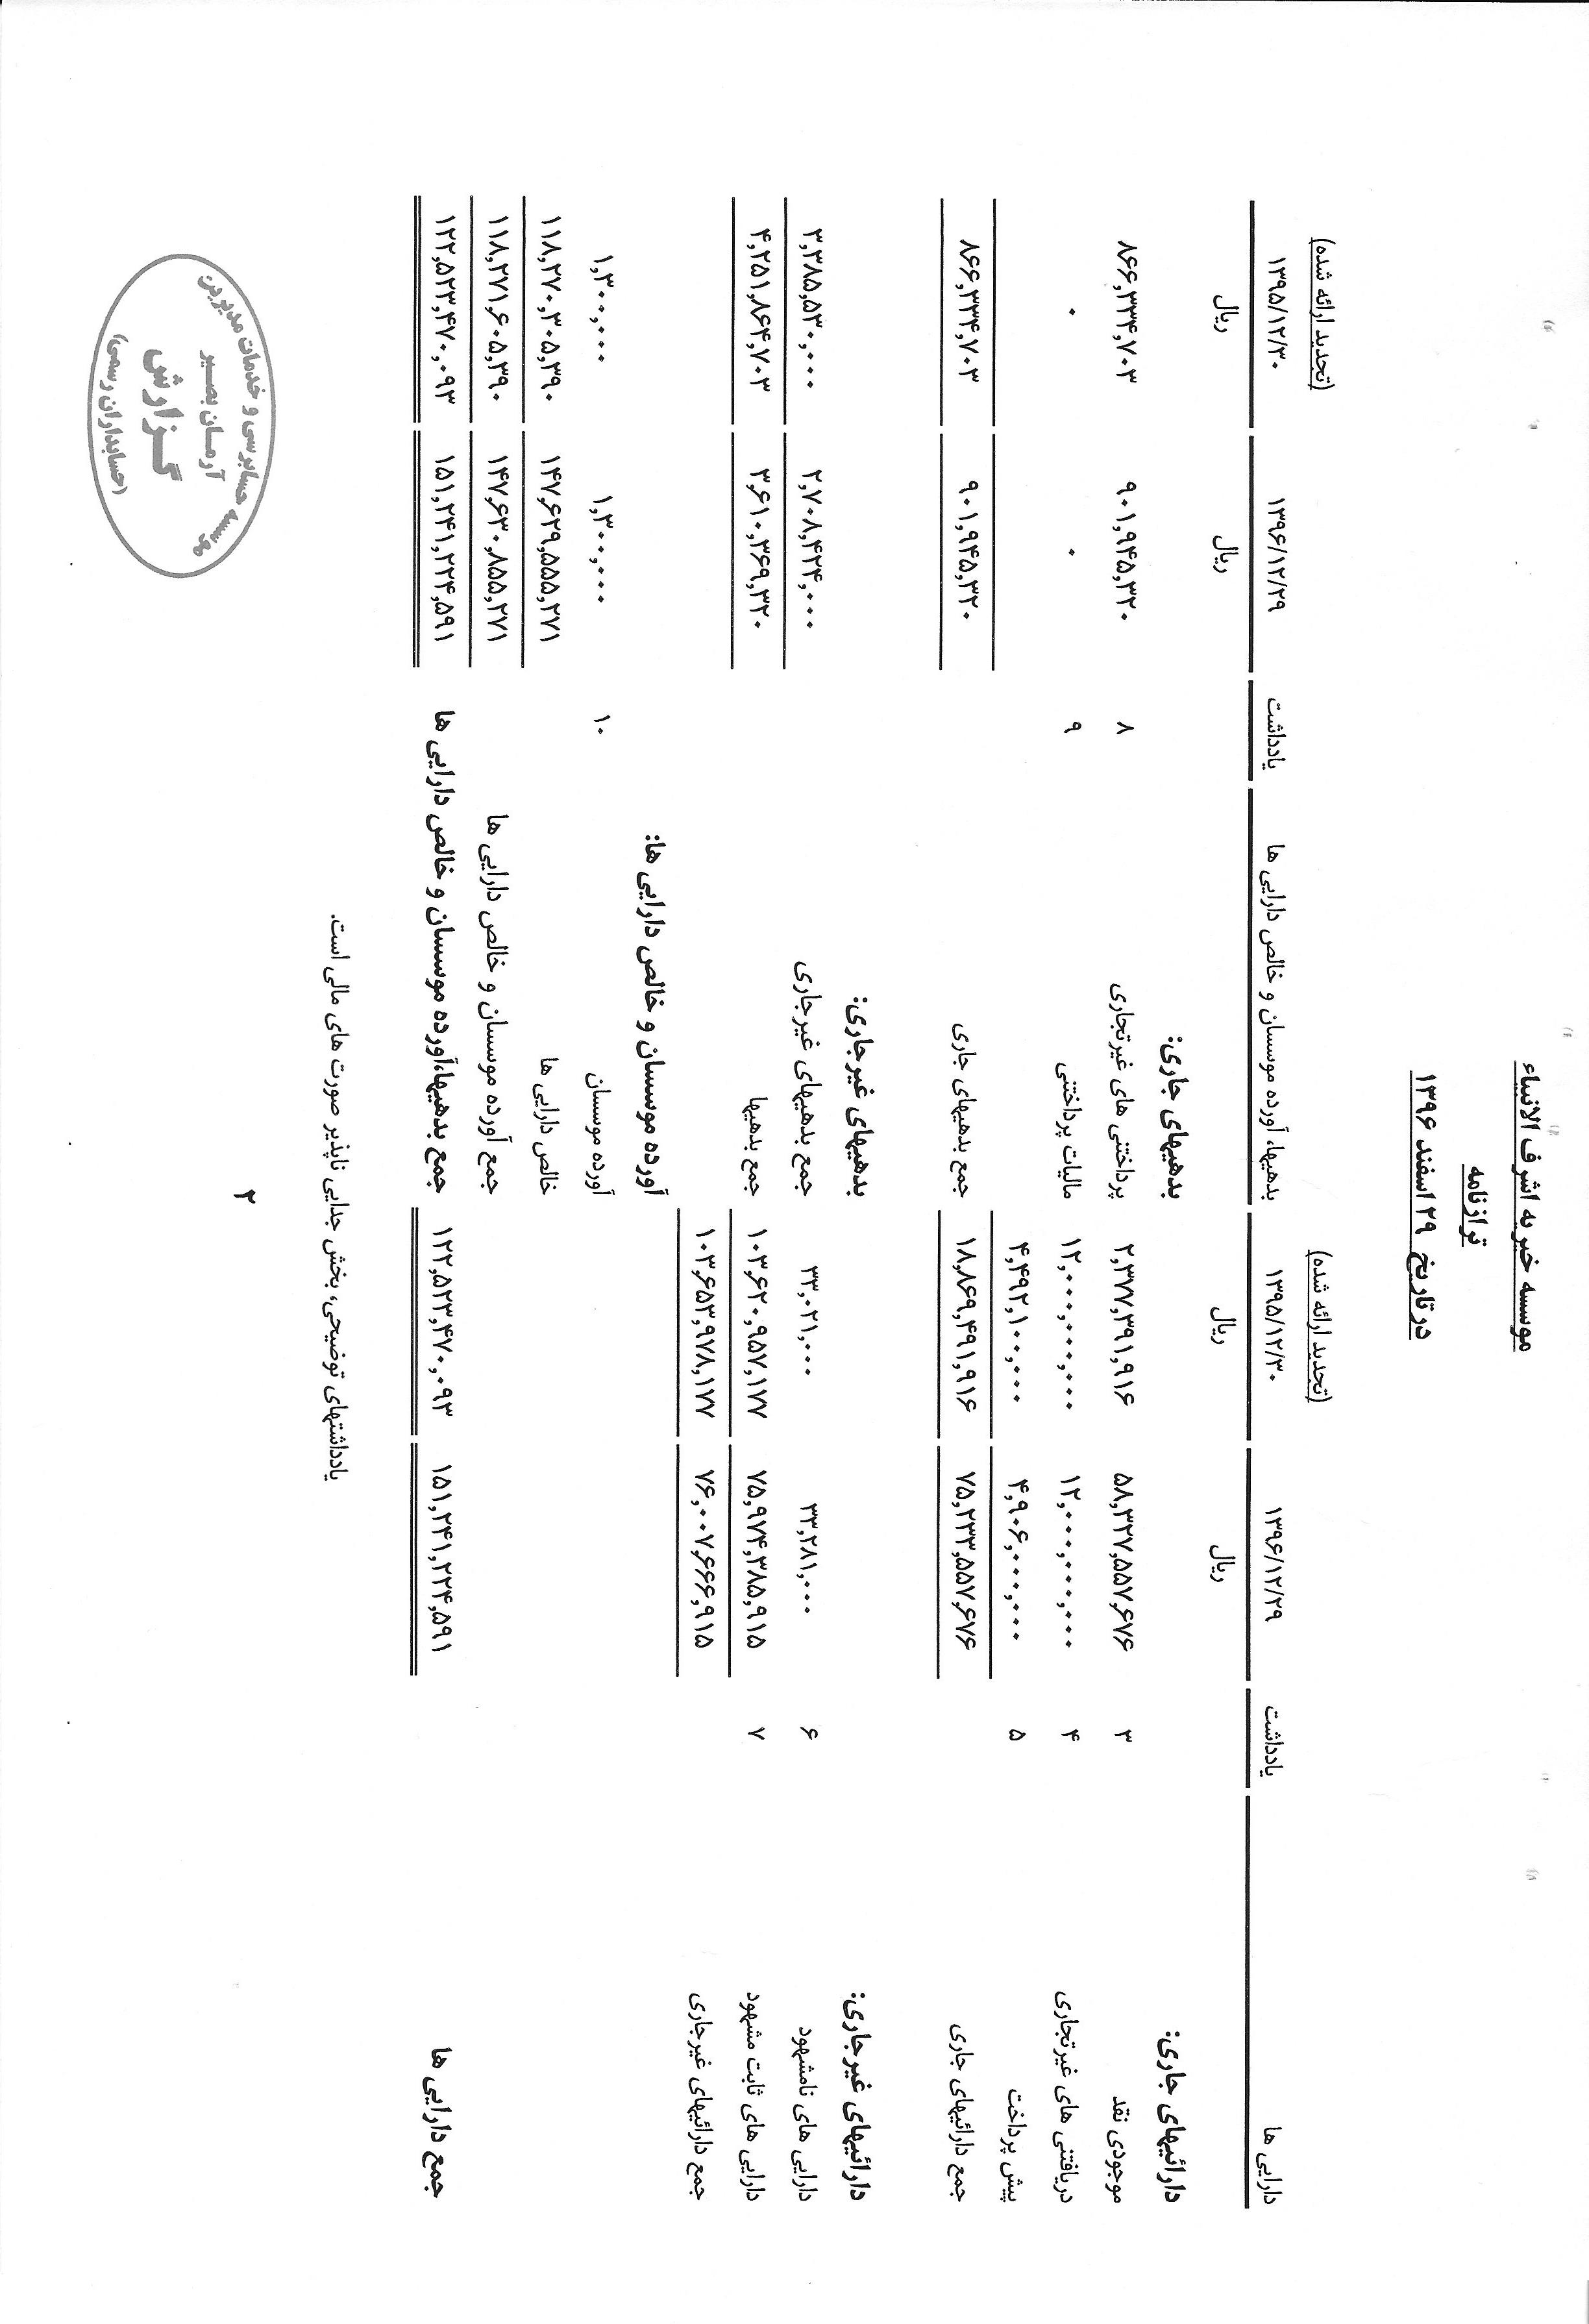 موسسه خیریه اشرف الانبیاء
ترازنامه
در تاریخ ۲۹ اسفند ۱۳۹۶
(تجدید ارائه شده) (تجدید ارائه شده)
دارایی ها یادداشت ۱۳۹۶/۱۲/۲۹ ۱۳۹۵/۱۲/۳۰ بدهیها، آورده موسسان و خالص دارایی ها یادداشت ۱۳۹۶/۱۲/۲۹ ۱۳۹۵/۱۲/۳۰
ریال ریال ریال ریال
دارائیهای جاری: بدهیهای جاری:
موجودی نقد ۳ ۵۸,۳۲۷,۵۵۷,۶۷۶ ۲,۳۷۷,۳۹۱,۹۱۶ پرداختنی های غیرتجاری ۸ ۹۰۱,۹۴۵,۳۲۰ ۸۶۶,۳۳۴,۷۰۳
دریافتنی های غیرتجاری ۴ ۱۲,۰۰۰,۰۰۰,۰۰۰ ۱۲,۰۰۰,۰۰۰,۰۰۰ مالیات پرداختنی ۹ ۰ ۰
پیش پرداخت ۵ ۴,۹۰۶,۰۰۰,۰۰۰ ۴,۴۹۲,۱۰۰,۰۰۰
جمع دارائیهای جاری ۷۵,۲۳۳,۵۵۷,۶۷۶ ۱۸,۸۶۹,۴۹۱,۹۱۶ جمع بدهیهای جاری ۹۰۱,۹۴۵,۳۲۰ ۸۶۶,۳۳۴,۷۰۳
دارائیهای غیرجاری: بدهیهای غیرجاری:
دارایی های نامشهود ۶ ۳۳,۲۸۱,۰۰۰ ۳۳,۰۲۱,۰۰۰ جمع بدهیهای غیرجاری ۲,۷۰۸,۴۲۴,۰۰۰ ۳,۳۸۵,۵۳۰,۰۰۰
دارایی های ثابت مشهود ۷ ۷۵,۹۷۴,۳۸۵,۹۱۵ ۱۰۳,۶۲۰,۹۵۷,۱۷۷ جمع بدهیها ۳,۶۱۰,۳۶۹,۳۲۰ ۴,۲۵۱,۸۶۴,۷۰۳
جمع دارائیهای غیرجاری ۷۶,۰۰۷,۶۶۶,۹۱۵ ۱۰۳,۶۵۳,۹۷۸,۱۷۷
آورده موسسان و خالص دارایی ها:
آورده موسسان ۱۰ ۱,۳۰۰,۰۰۰ ۱,۳۰۰,۰۰۰
خالص دارایی ها ۱۴۷,۶۲۹,۵۵۵,۲۷۱ ۱۱۸,۲۷۰,۳۰۵,۳۹۰
جمع آورده موسسان و خالص دارایی ها ۱۴۷,۶۳۰,۸۵۵,۲۷۱ ۱۱۸,۲۷۱,۶۰۵,۳۹۰
جمع دارایی ها ۱۵۱,۲۴۱,۲۲۴,۵۹۱ ۱۲۲,۵۲۳,۴۷۰,۰۹۳ جمع بدهیها،آورده موسسان و خالص دارایی ها ۱۵۱,۲۴۱,۲۲۴,۵۹۱ ۱۲۲,۵۲۳,۴۷۰,۰۹۳
یادداشتهای توضیحی، بخش جدایی ناپذیر صورت های مالی است.
۲
موسسه حسابرسی و خدمات مدیریت
آرمان بصیر
گزارش
(حسابداران رسمی)